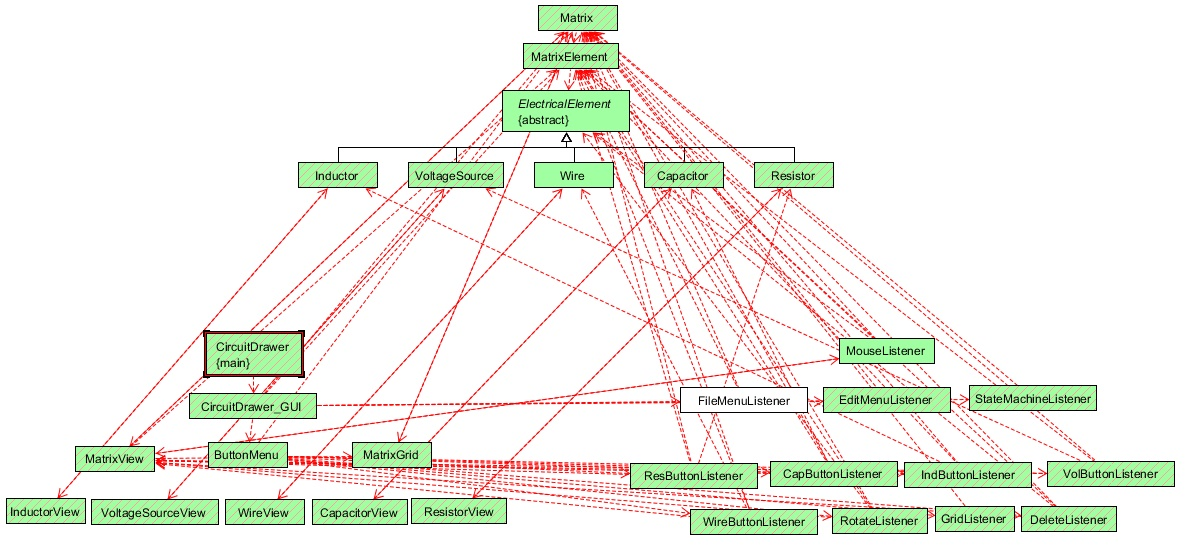 Matrix
MatrixElement
ElectricalElement
{abstract}
Inductor
VoltageSource
Wire
Capacitor
Resistor
CircuitDrawer
{main}
MouseListener
CircuitDrawer_GUI
FileMenuListener
EditMenuListener
StateMachineListener
MatrixView
ButtonMenu
MatrixGrid
ResButtonListener
CapButtonListener
IndButtonListener
VolButtonListener
InductorView
VoltageSourceView
WireView
CapacitorView
ResistorView
WireButtonListener
RotateListener
GridListener
DeleteListener